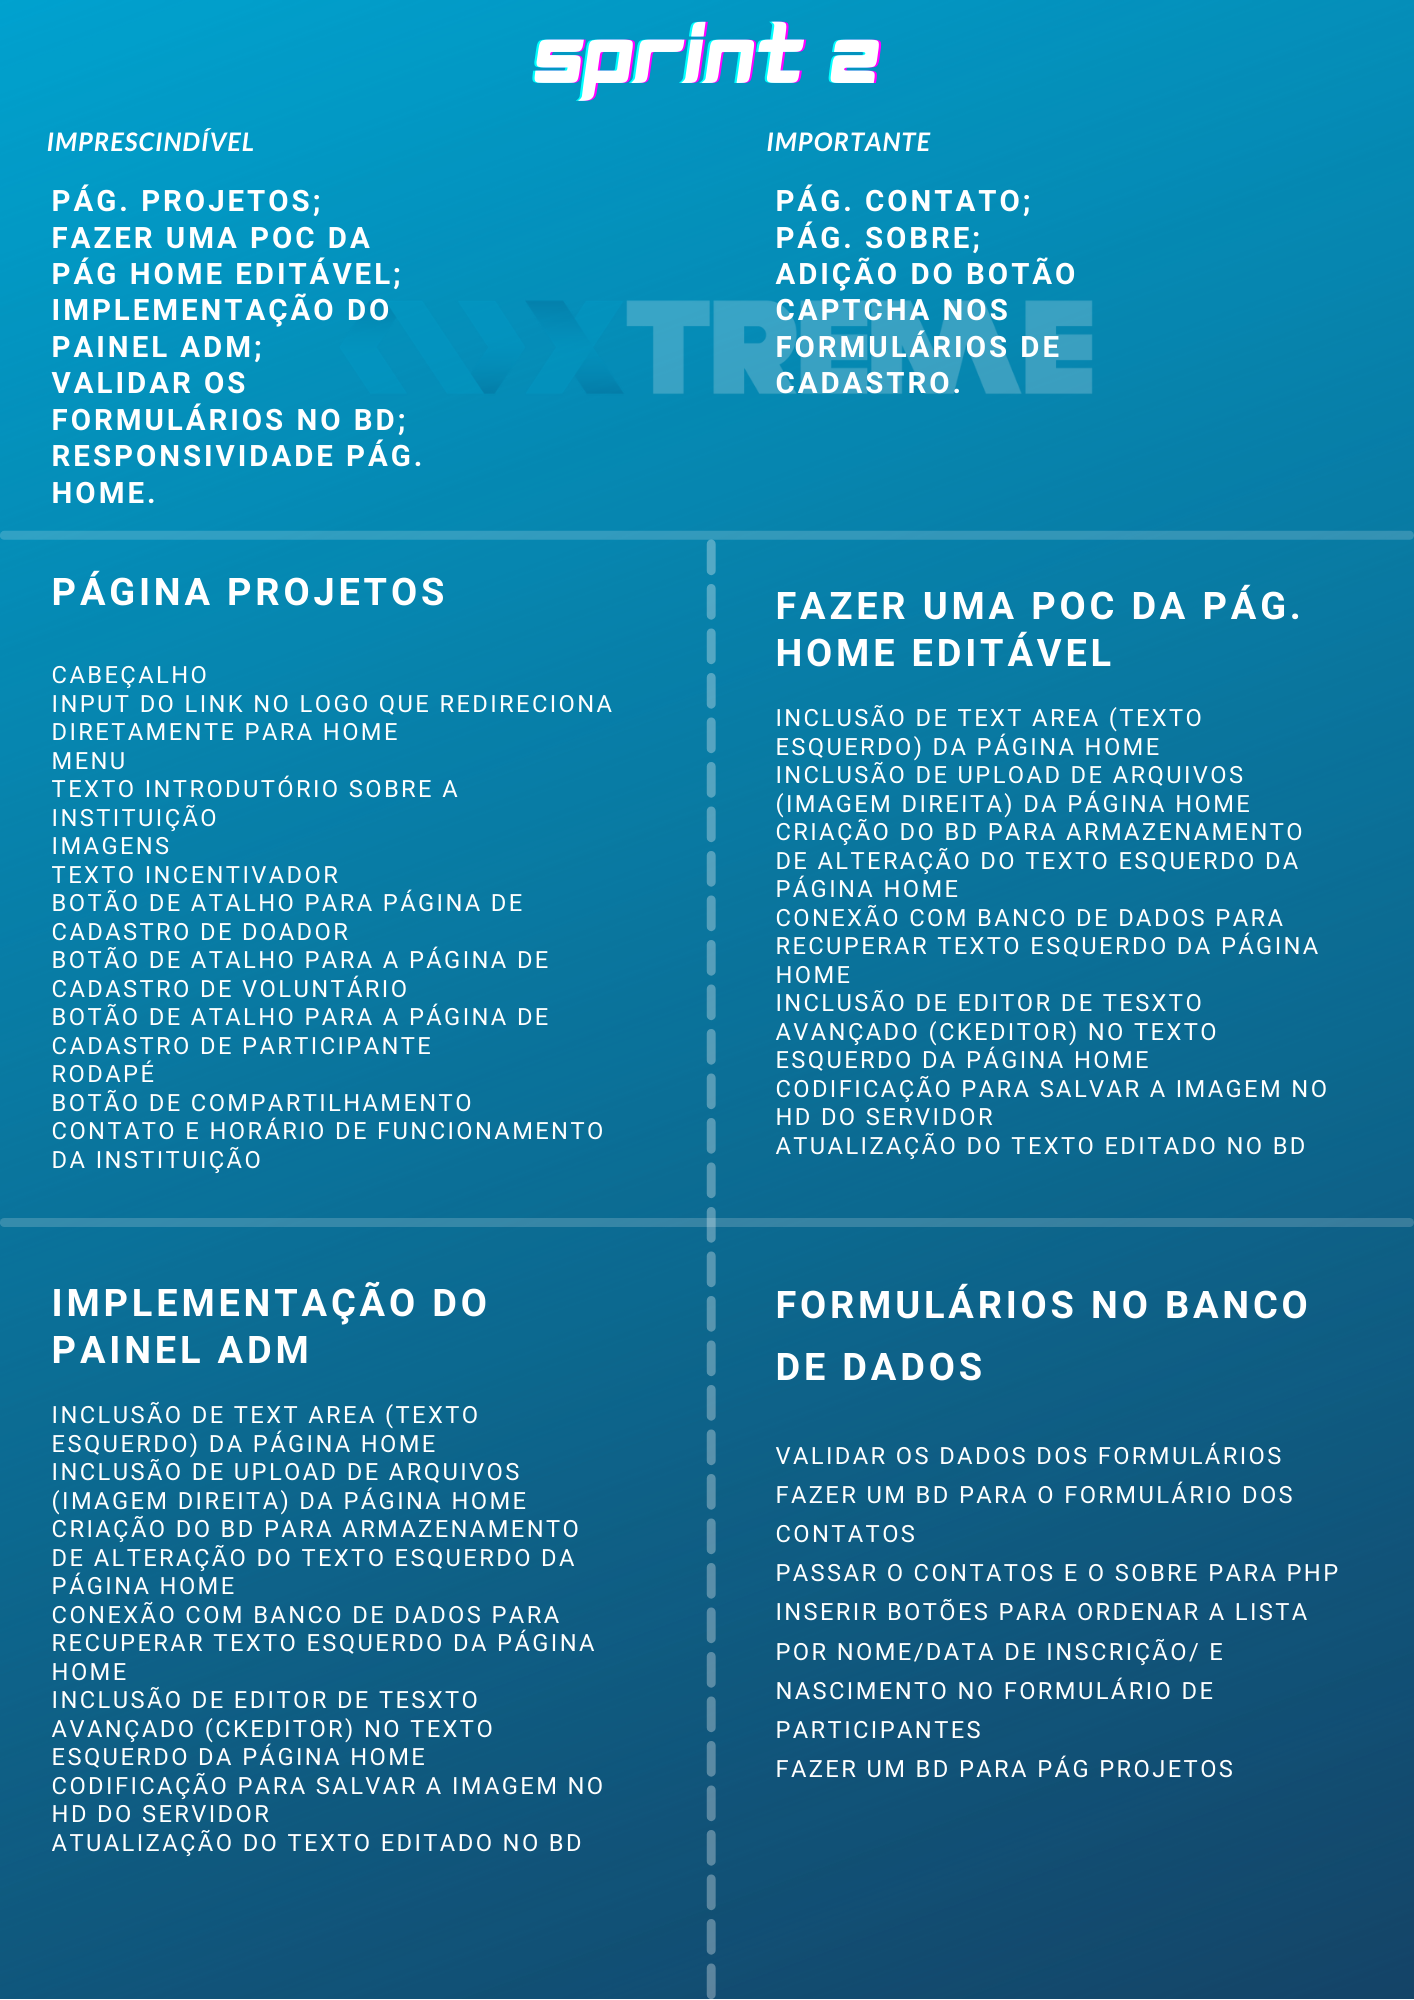 sprint 2
IMPRESCINDÍVEL
PÁG. PROJETOS;
FAZER UMA POC DA
PÁG HOME EDITÁVEL;
IMPLEMENTAÇÃO DO
PAINEL ADM;
VALIDAR OS
FORMULÁRIOS NO BD;
RESPONSIVIDADE PÁG.
HOME.
IMPORTANTE
PÁG. CONTATO;
PÁG. SOBRE;
ADIÇÃO DO BOTÃO
CAPTCHA NOS
FORMULÁRIOS DE
CADASTRO.
XTREME
PÁGINA PROJETOS
CABEÇALHO
INPUT DO LINK NO LOGO QUE REDIRECIONA
DIRETAMENTE PARA HOME
MENU
TEXTO INTRODUTÓRIO SOBRE A
INSTITUIÇÃO
IMAGENS
TEXTO INCENTIVADOR
BOTÃO DE ATALHO PARA PÁGINA DE
CADASTRO DE DOADOR
BOTÃO DE ATALHO PARA A PÁGINA DE
CADASTRO DE VOLUNTÁRIO
BOTÃO DE ATALHO PARA A PÁGINA DE
CADASTRO DE PARTICIPANTE
RODAPÉ
BOTÃO DE COMPARTILHAMENTO
CONTATO E HORÁRIO DE FUNCIONAMENTO
DA INSTITUIÇÃO
FAZER UMA POC DA PÁG.
HOME EDITÁVEL
INCLUSÃO DE TEXT AREA (TEXTO
ESQUERDO) DA PÁGINA HOME
INCLUSÃO DE UPLOAD DE ARQUIVOS
(IMAGEM DIREITA) DA PÁGINA HOME
CRIAÇÃO DO BD PARA ARMAZENAMENTO
DE ALTERAÇÃO DO TEXTO ESQUERDO DA
PÁGINA HOME
CONEXÃO COM BANCO DE DADOS PARA
RECUPERAR TEXTO ESQUERDO DA PÁGINA
HOME
INCLUSÃO DE EDITOR DE TESXTO
AVANÇADO (CKEDITOR) NO TEXTO
ESQUERDO DA PÁGINA HOME
CODIFICAÇÃO PARA SALVAR A IMAGEM NO
HD DO SERVIDOR
ATUALIZAÇÃO DO TEXTO EDITADO NO BD
IMPLEMENTAÇÃO DO
PAINEL ADM
INCLUSÃO DE TEXT AREA (TEXTO
ESQUERDO) DA PÁGINA HOME
INCLUSÃO DE UPLOAD DE ARQUIVOS
(IMAGEM DIREITA) DA PÁGINA HOME
CRIAÇÃO DO BD PARA ARMAZENAMENTO
DE ALTERAÇÃO DO TEXTO ESQUERDO DA
PÁGINA HOME
CONEXÃO COM BANCO DE DADOS PARA
RECUPERAR TEXTO ESQUERDO DA PÁGINA
HOME
INCLUSÃO DE EDITOR DE TESXTO
AVANÇADO (CKEDITOR) NO TEXTO
ESQUERDO DA PÁGINA HOME
CODIFICAÇÃO PARA SALVAR A IMAGEM NO
HD DO SERVIDOR
ATUALIZAÇÃO DO TEXTO EDITADO NO BD
FORMULÁRIOS NO BANCO
DE DADOS
VALIDAR OS DADOS DOS FORMULÁRIOS
FAZER UM BD PARA O FORMULÁRIO DOS
CONTATOS
PASSAR O CONTATOS E O SOBRE PARA PHP
INSERIR BOTÕES PARA ORDENAR A LISTA
POR NOME/DATA DE INSCRIÇÃO/ E
NASCIMENTO NO FORMULÁRIO DE
PARTICIPANTES
FAZER UM BD PARA PÁG PROJETOS